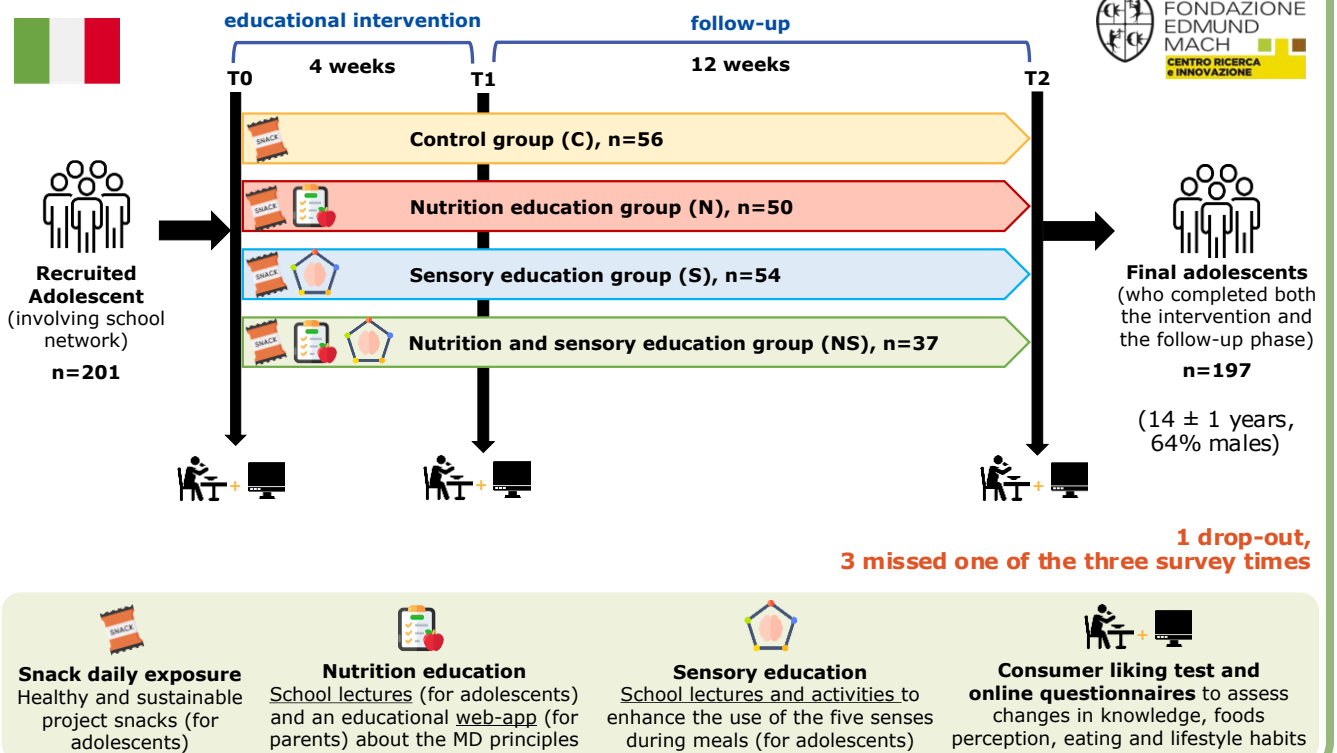 educational intervention
follow-up
FONDAZIONE
EDMUND
MACH
CENTRO RICERCA
e INNOVAZIONE
4 weeks
12 weeks
T0
T1
T2
SNACK
Control group (C), n=56
SNACK
Nutrition education group (N), n=50
SNACK
Sensory education group (S), n=54
SNACK
Nutrition and sensory education group (NS), n=37
Recruited
Adolescent
(involving school
network)
n=201
Final adolescents
(who completed both
the intervention and
the follow-up phase)
n=197
(14 ± 1 years,
64% males)
+
+
+
1 drop-out,
3 missed one of the three survey times
SNACK
Snack daily exposure
Healthy and sustainable
project snacks (for
adolescents)
Nutrition education
School lectures (for adolescents)
and an educational web-app (for
parents) about the MD principles
Sensory education
School lectures and activities to
enhance the use of the five senses
during meals (for adolescents)
+
Consumer liking test and
online questionnaires to assess
changes in knowledge, foods
perception, eating and lifestyle habits